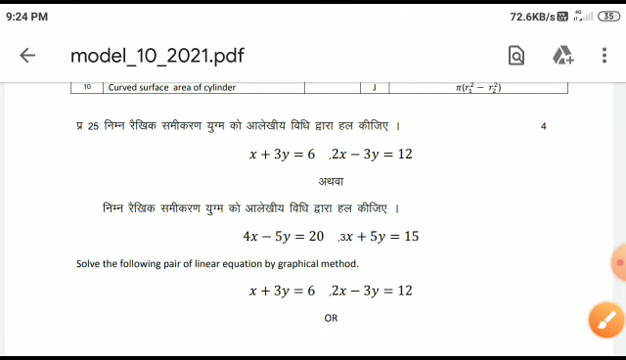 9:24 PM 72.6KB/s 4G 35
model_10_2021.pdf
10 Curved surface area of cylinder J π(r₁² − r₂²)
प्र 25 निम्न रैखिक समीकरण युग्म को आलेखीय विधि द्वारा हल कीजिए । 4
x + 3y = 6 ,2x − 3y = 12
अथवा
निम्न रैखिक समीकरण युग्म को आलेखीय विधि द्वारा हल कीजिए ।
4x − 5y = 20 ,3x + 5y = 15
Solve the following pair of linear equation by graphical method.
x + 3y = 6 ,2x − 3y = 12
OR